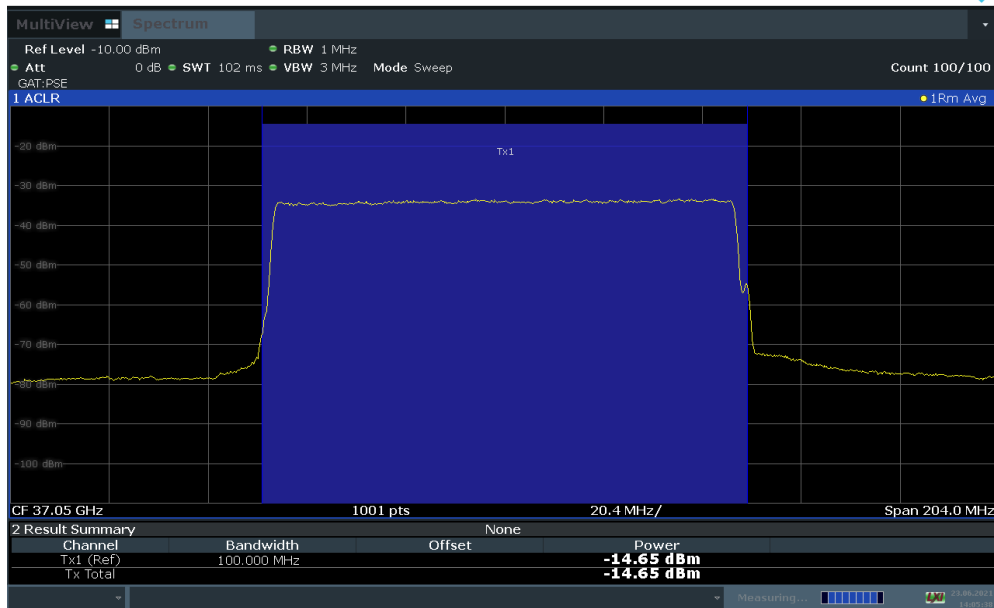 MultiView Spectrum
Ref Level -10.00 dBm RBW 1 MHz
Att 0 dB SWT 102 ms VBW 3 MHz Mode Sweep Count 100/100
GAT:PSE
1 ACLR 1Rm Avg
Tx1
-20 dBm
-30 dBm
-40 dBm
-50 dBm
-60 dBm
-70 dBm
-80 dBm
-90 dBm
-100 dBm
CF 37.05 GHz 1001 pts 20.4 MHz/ Span 204.0 MHz
2 Result Summary None
Channel Bandwidth Offset Power
Tx1 (Ref) 100.000 MHz -14.65 dBm
Tx Total -14.65 dBm
Measuring... 23.06.2021